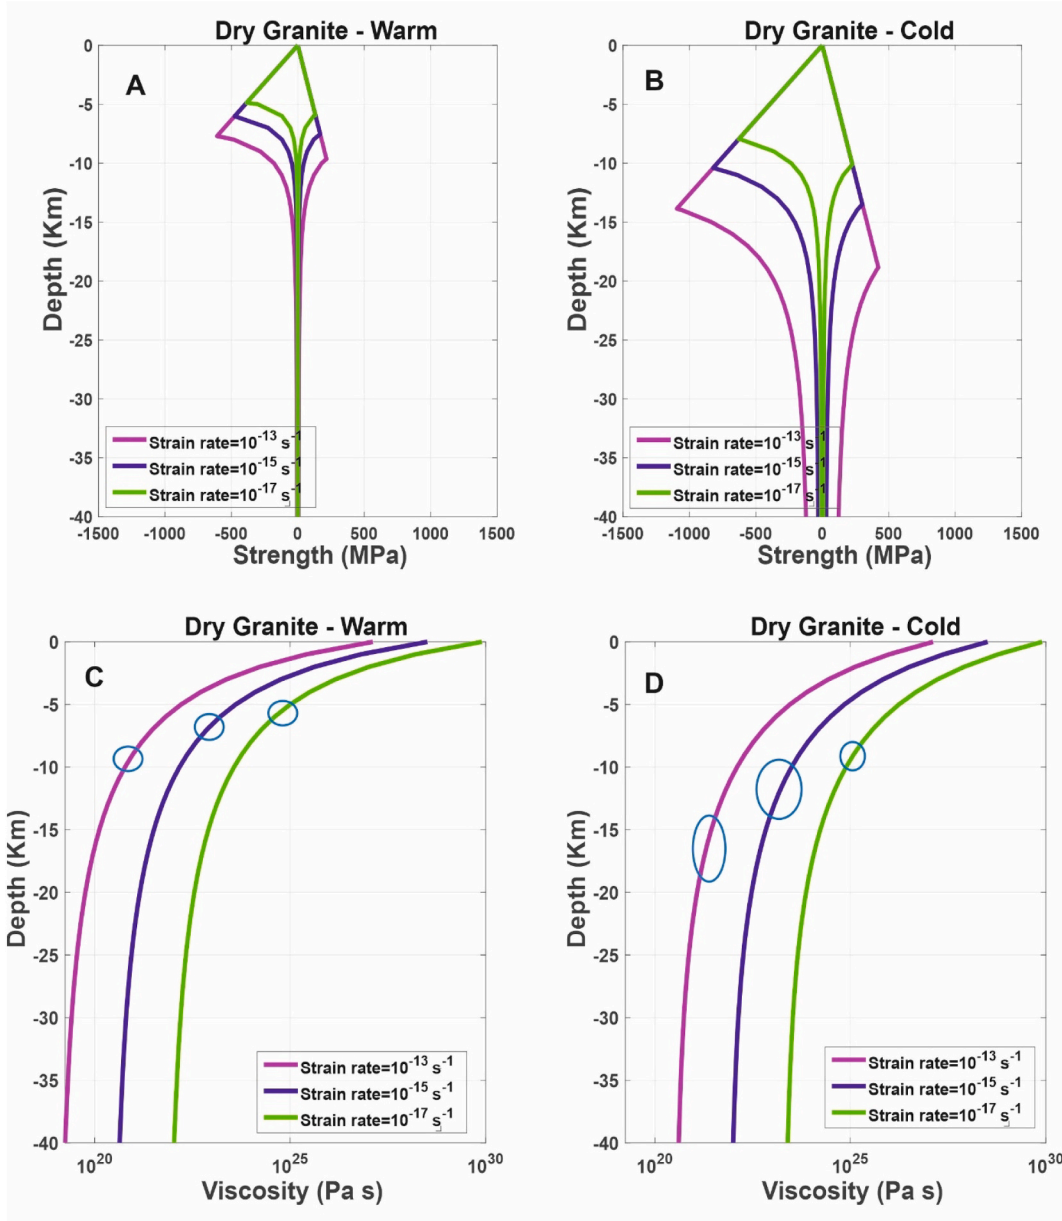 Dry Granite - Warm
A
0
-5
-10
-15
-20
-25
-30
-35
-40
Depth (Km)
Strain rate=10^-13 s^-1
Strain rate=10^-15 s^-1
Strain rate=10^-17 s^-1
-1500 -1000 -500 0 500 1000 1500
Strength (MPa)
Dry Granite - Cold
B
0
-5
-10
-15
-20
-25
-30
-35
-40
Depth (Km)
Strain rate=10^-13 s^-1
Strain rate=10^-15 s^-1
Strain rate=10^-17 s^-1
-1500 -1000 -500 0 500 1000 1500
Strength (MPa)
Dry Granite - Warm
C
0
-5
-10
-15
-20
-25
-30
-35
-40
Depth (Km)
Strain rate=10^-13 s^-1
Strain rate=10^-15 s^-1
Strain rate=10^-17 s^-1
10^20 10^25 10^30
Viscosity (Pa s)
Dry Granite - Cold
D
0
-5
-10
-15
-20
-25
-30
-35
-40
Depth (Km)
Strain rate=10^-13 s^-1
Strain rate=10^-15 s^-1
Strain rate=10^-17 s^-1
10^20 10^25 10^30
Viscosity (Pa s)